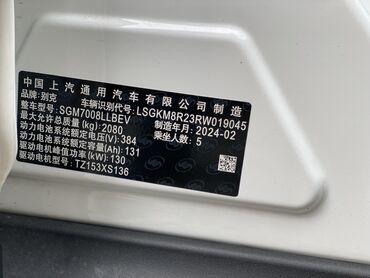 中国上汽通用汽车有限公司制造
品牌:别克 车辆识别代号:LSGKM8R23RW019045
整车型号:SGM7008LLBEV 制造年月:2024-02
最大允许总质量(kg):2080 乘坐人数:5
动力电池系统额定电压(V):384
动力电池系统额定容量(Ah):131
驱动电机峰值功率(kW):130
驱动电机型号:TZ153XS136